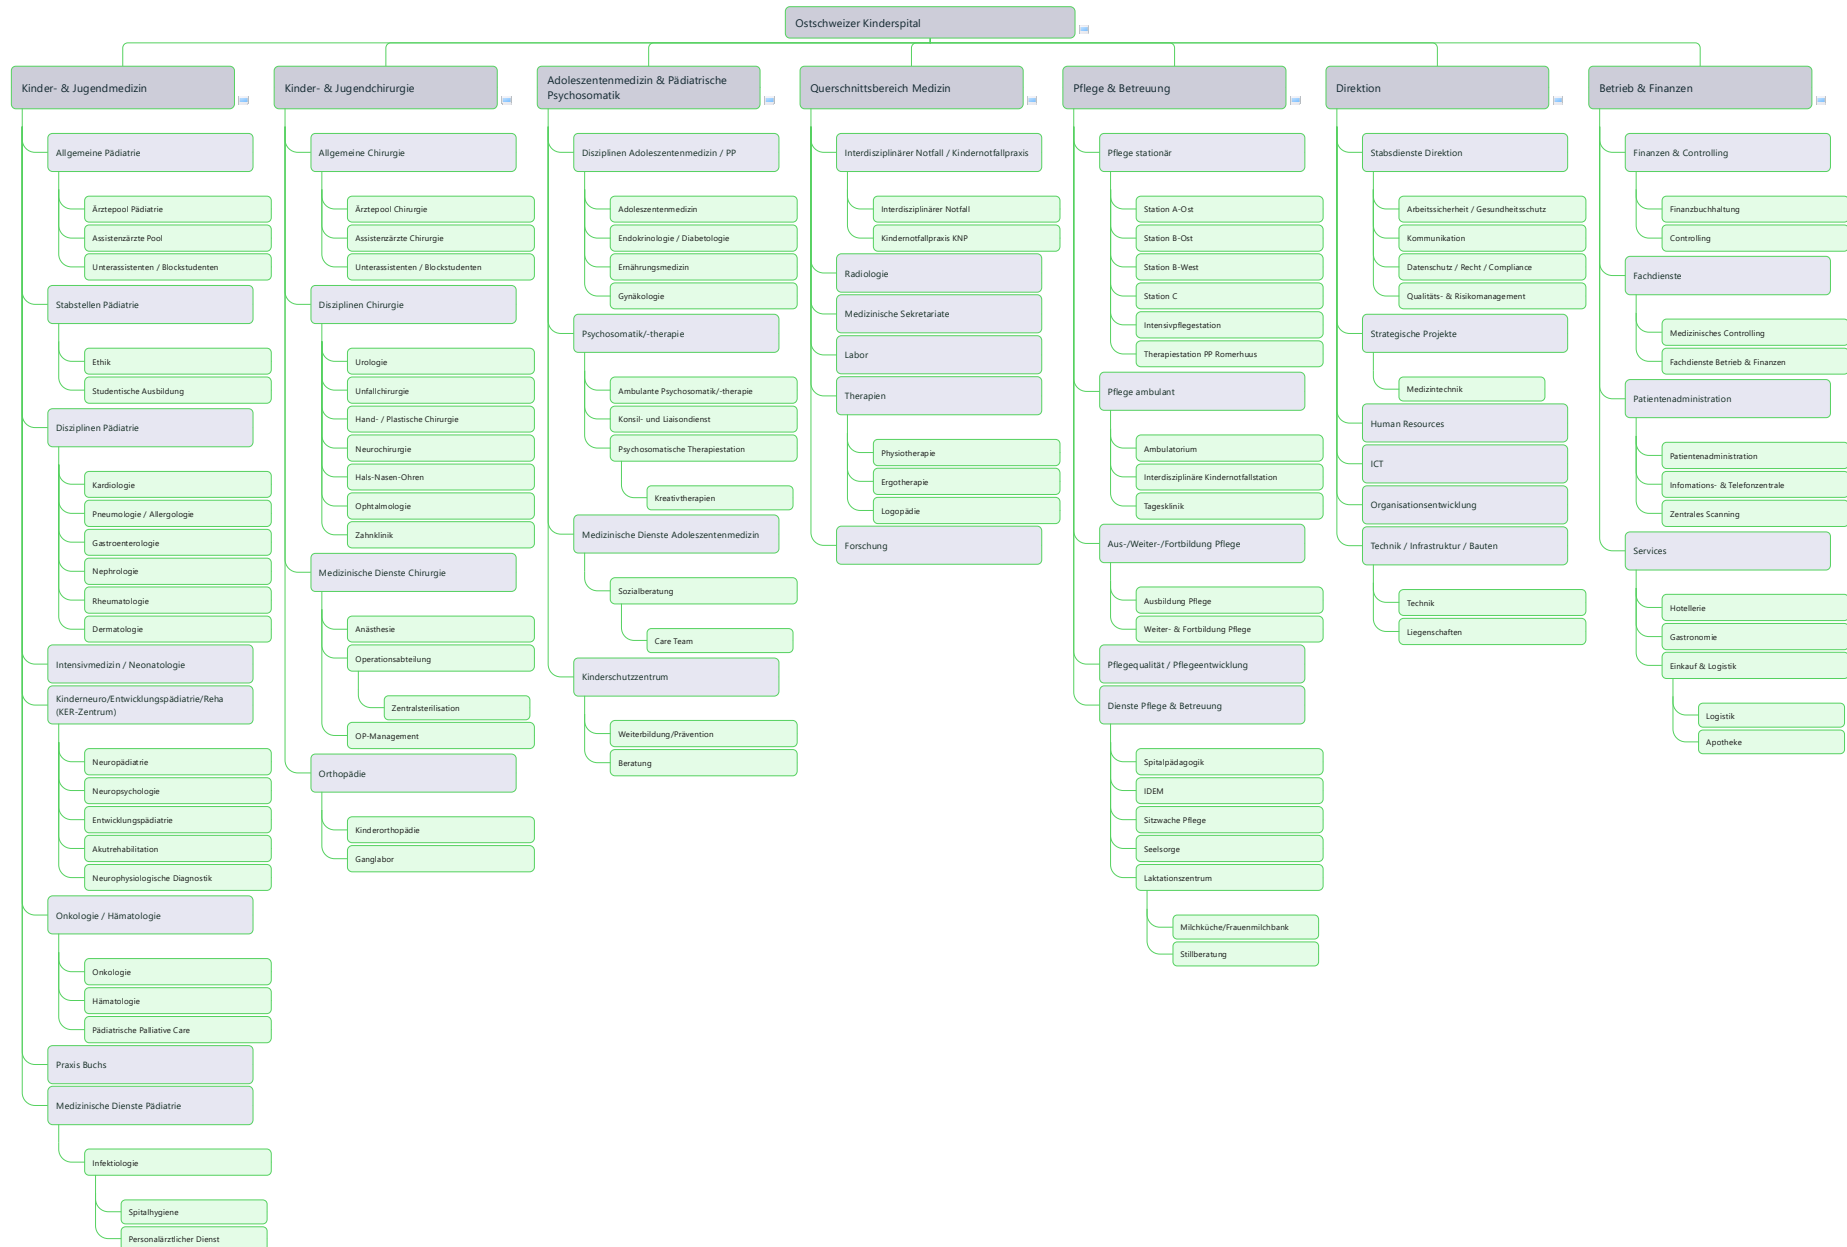 Ostschweizer Kinderspital
Kinder- & Jugendmedizin
Allgemeine Pädiatrie
Ärztepool Pädiatrie
Assistenzärzte Pool
Unterassistenten / Blockstudenten
Stabstellen Pädiatrie
Ethik
Studentische Ausbildung
Disziplinen Pädiatrie
Kardiologie
Pneumologie / Allergologie
Gastroenterologie
Nephrologie
Rheumatologie
Dermatologie
Intensivmedizin / Neonatologie
Kinderneuro/Entwicklungspädiatrie/Reha
(KER-Zentrum)
Neuropädiatrie
Neuropsychologie
Entwicklungspädiatrie
Akutrehabilitation
Neurophysiologische Diagnostik
Onkologie / Hämatologie
Onkologie
Hämatologie
Pädiatrische Palliative Care
Praxis Buchs
Medizinische Dienste Pädiatrie
Infektiologie
Spitalhygiene
Personalärztlicher Dienst
Kinder- & Jugendchirurgie
Allgemeine Chirurgie
Ärztepool Chirurgie
Assistenzärzte Chirurgie
Unterassistenten / Blockstudenten
Disziplinen Chirurgie
Urologie
Unfallchirurgie
Hand- / Plastische Chirurgie
Neurochirurgie
Hals-Nasen-Ohren
Ophtalmologie
Zahnklinik
Medizinische Dienste Chirurgie
Anästhesie
Operationsabteilung
Zentralsterilisation
OP-Management
Orthopädie
Kinderorthopädie
Ganglabor
Adoleszentenmedizin & Pädiatrische
Psychosomatik
Disziplinen Adoleszentenmedizin / PP
Adoleszentenmedizin
Endokrinologie / Diabetologie
Ernährungsmedizin
Gynäkologie
Psychosomatik/-therapie
Ambulante Psychosomatik/-therapie
Konsil- und Liaisondienst
Psychosomatische Therapiestation
Kreativtherapien
Medizinische Dienste Adoleszentenmedizin
Sozialberatung
Care Team
Kinderschutzzentrum
Weiterbildung/Prävention
Beratung
Querschnittsbereich Medizin
Interdisziplinärer Notfall / Kindernotfallpraxis
Interdisziplinärer Notfall
Kindernotfallpraxis KNP
Radiologie
Medizinische Sekretariate
Labor
Therapien
Physiotherapie
Ergotherapie
Logopädie
Forschung
Pflege & Betreuung
Pflege stationär
Station A-Ost
Station B-Ost
Station B-West
Station C
Intensivpflegestation
Therapiestation PP Romerhuus
Pflege ambulant
Ambulatorium
Interdisziplinäre Kindernotfallstation
Tagesklinik
Aus-/Weiter-/Fortbildung Pflege
Ausbildung Pflege
Weiter- & Fortbildung Pflege
Pflegequalität / Pflegeentwicklung
Dienste Pflege & Betreuung
Spitalpädagogik
IDEM
Sitzwache Pflege
Seelsorge
Laktationszentrum
Milchküche/Frauenmilchbank
Stillberatung
Direktion
Stabsdienste Direktion
Arbeitssicherheit / Gesundheitsschutz
Kommunikation
Datenschutz / Recht / Compliance
Qualitäts- & Risikomanagement
Strategische Projekte
Medizintechnik
Human Resources
ICT
Organisationsentwicklung
Technik / Infrastruktur / Bauten
Technik
Liegenschaften
Betrieb & Finanzen
Finanzen & Controlling
Finanzbuchhaltung
Controlling
Fachdienste
Medizinisches Controlling
Fachdienste Betrieb & Finanzen
Patientenadministration
Patientenadministration
Infomations- & Telefonzentrale
Zentrales Scanning
Services
Hotellerie
Gastronomie
Einkauf & Logistik
Logistik
Apotheke